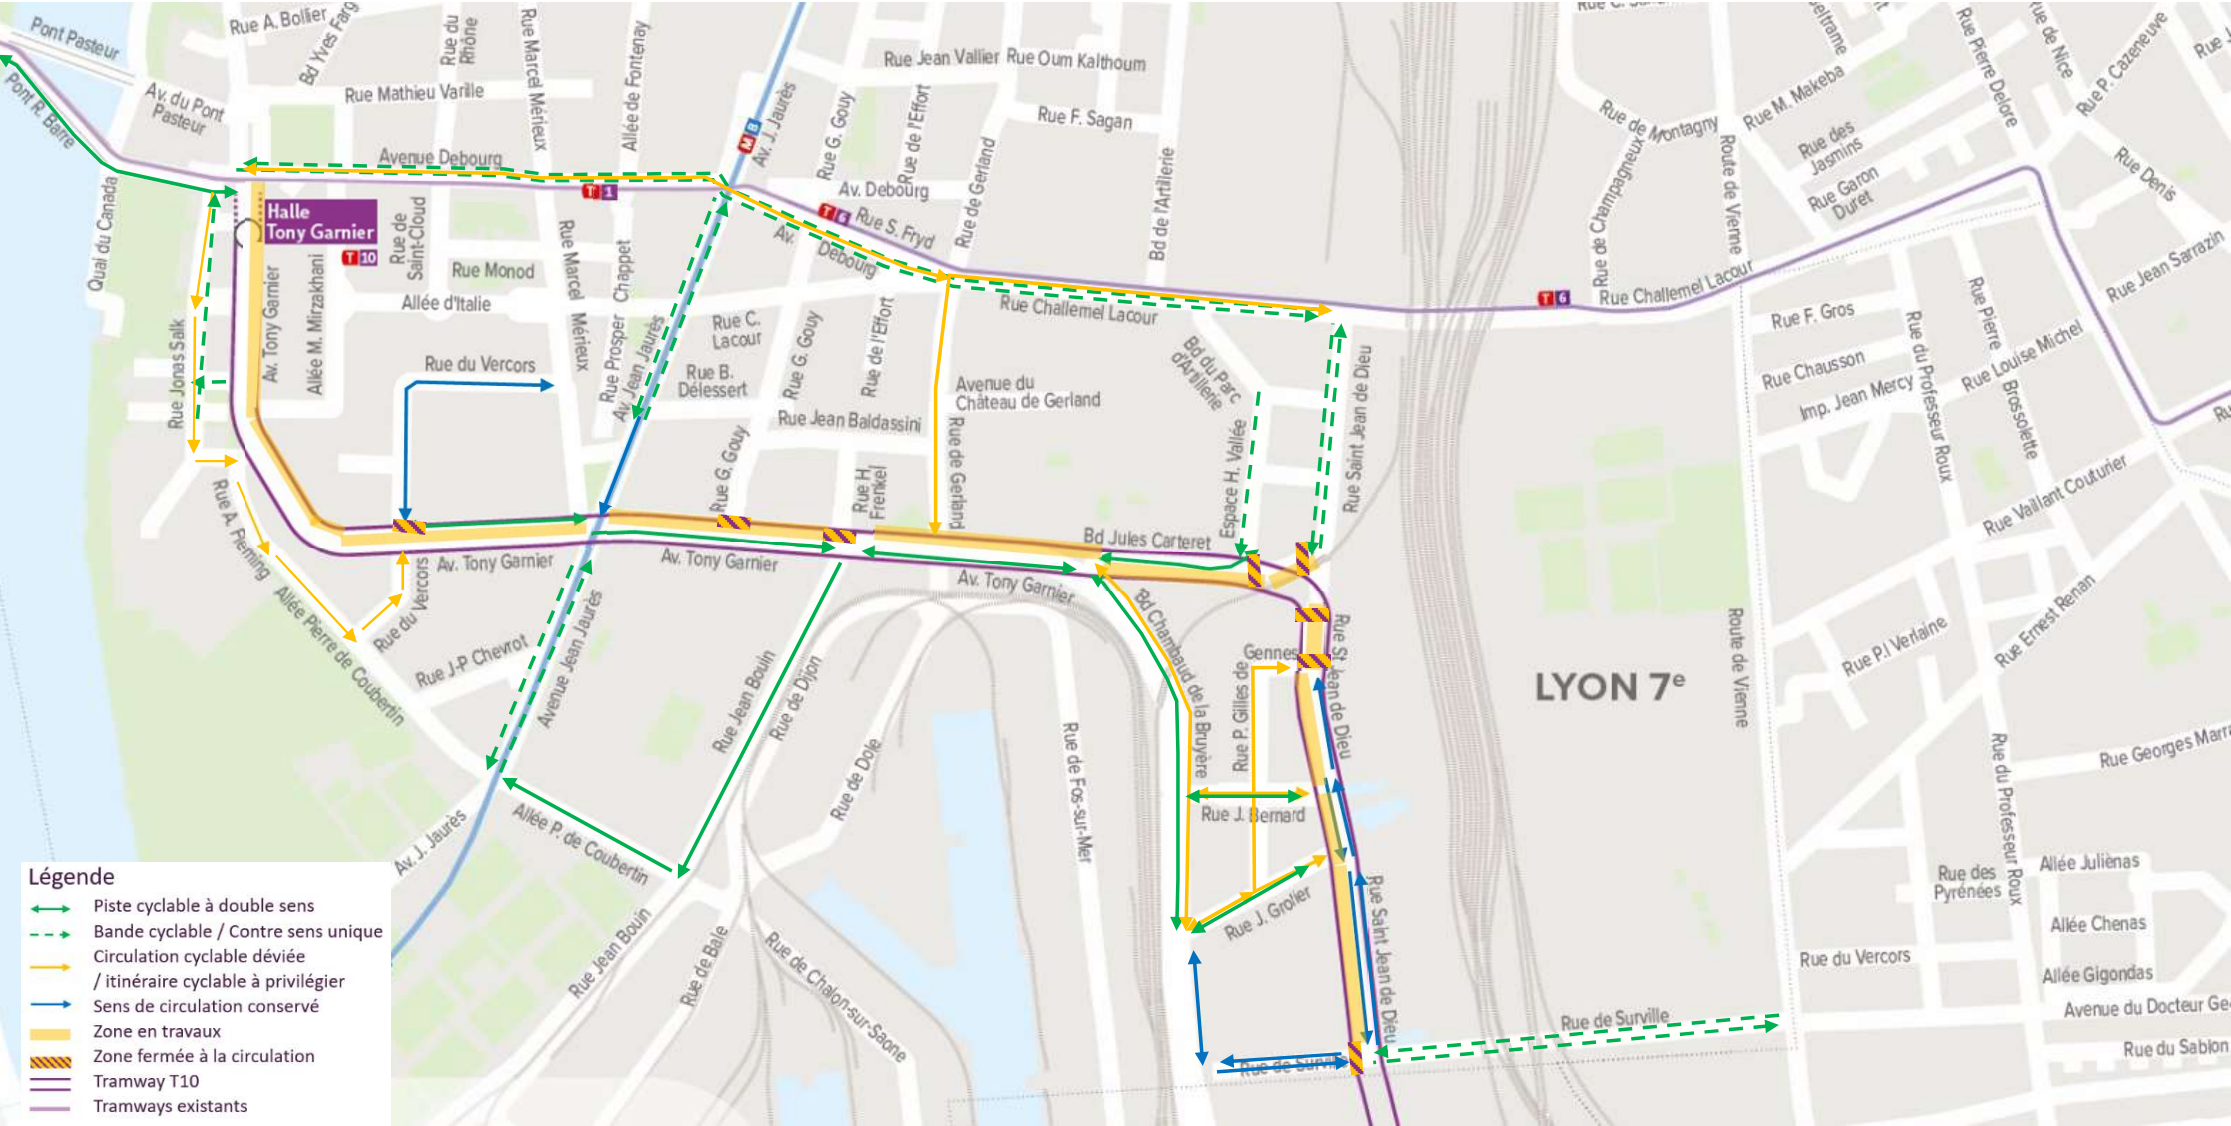 Pont Pasteur
Rue A. Bollier
Bd Yves Farg
Rue du
Rhône
Rue Marcel Mérieux
Allée de Fontenay
Rue Jean Vallier
Rue Oum Kalthoum
Rue Pierre Delore
Rue de Nice
Rue P. Cazeneuve
Pont R. Barre
Av. du Pont
Pasteur
Rue Mathieu Varille
M B
Av. J. Jaurès
Rue G. Gouy
Rue de l'Effort
Rue F. Sagan
Rue de Montagny
Rue M. Makeba
Rue des
Jasmins
Rue Denis
Avenue Debourg
T 1
Av. Debourg
Rue de Gerland
Bd de l'Artillerie
Rue de Champagneux
Route de Vienne
Rue Garon
Duret
Quai du Canada
Halle
Tony Garnier
T 10
Rue de
Saint-Cloud
T 6
Rue S. Fryd
Av. Debourg
Rue Monod
Allée d'Italie
Rue Marcel Mérieux
Rue Prosper Chappet
Av. Jean Jaurès
Rue Challemel Lacour
T 6
Rue Challemel Lacour
Rue Jean Sarrazin
Rue F. Gros
Rue Pierre Brossolette
Rue Jonas Salk
Av. Tony Garnier
Allée M. Mirzakhani
Rue du Vercors
Rue C.
Lacour
Rue B.
Délessert
Rue G. Gouy
Rue de l'Effort
Rue Jean Baldassini
Avenue du
Château de Gerland
Rue de Gerland
Bd du Parc
d'Artillerie
Espace H. Vallée
Rue Saint Jean de Dieu
Rue Chausson
Imp. Jean Mercy
Rue du Professeur Roux
Rue Louise Michel
Rue G. Gouy
Rue H.
Frenkel
Rue Vaillant Couturier
Rue A. Fleming
Av. Tony Garnier
Av. Tony Garnier
Av. Tony Garnier
Bd Jules Carteret
Allée Pierre de Coubertin
Rue du Vercors
Rue J-P Chevrot
Avenue Jean Jaurès
Rue Jean Bouin
Rue de Dijon
Rue de Dole
Bd Chambaud de la Bruyère
Gennes
Rue P. Gilles de
Rue St Jean de Dieu
LYON 7e
Route de Vienne
Rue P.l Verlaine
Rue Ernest Renan
Rue de Fos-sur-Mer
Rue J. Bernard
Rue J. Grolier
Rue Saint Jean de Dieu
Rue du Professeur Roux
Rue Georges Marra
Av. J. Jaurès
Allée P. de Coubertin
Rue Jean Bouin
Rue de Bale
Rue de Chalon-sur-Saone
Rue des
Pyrénées
Allée Juliènas
Allée Chenas
Rue du Vercors
Allée Gigondas
Avenue du Docteur Ge
Rue du Sablon
Rue de Surville
Légende
Piste cyclable à double sens
Bande cyclable / Contre sens unique
Circulation cyclable déviée
/ itinéraire cyclable à privilégier
Sens de circulation conservé
Zone en travaux
Zone fermée à la circulation
Tramway T10
Tramways existants